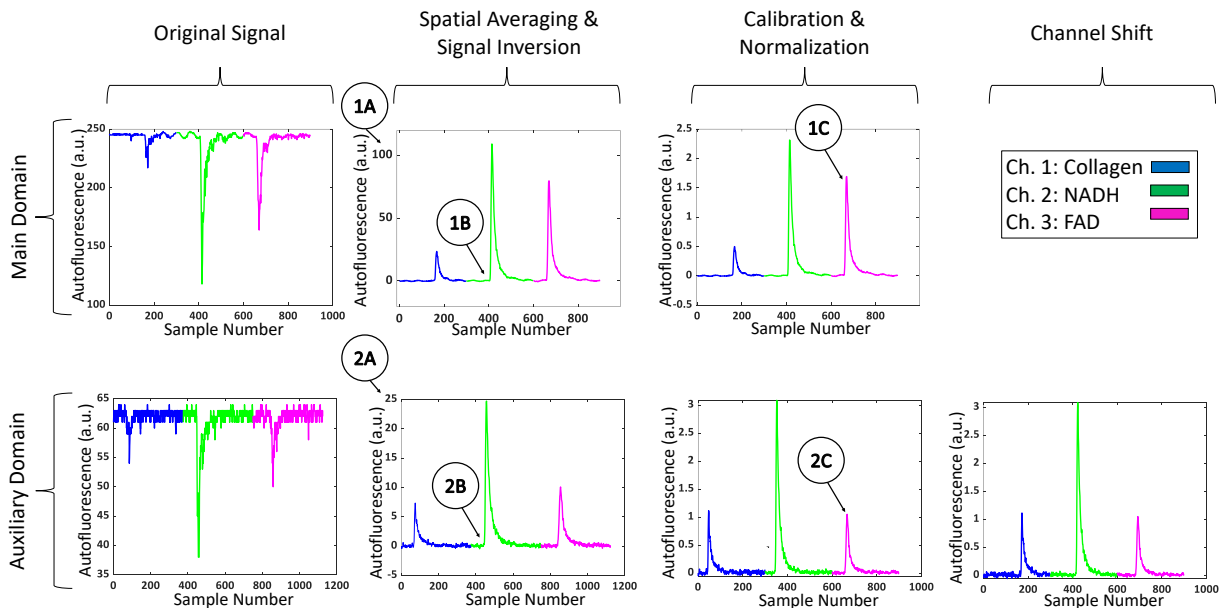 Original Signal
Spatial Averaging &
Signal Inversion
Calibration &
Normalization
Channel Shift
Main Domain
Autofluorescence (a.u.)
250
200
150
100
0 200 400 600 800 1000
Sample Number
1A
1B
Autofluorescence (a.u.)
100
50
0
0 200 400 600 800
Sample Number
1C
Autofluorescence (a.u.)
2.5
2
1.5
1
0.5
0
-0.5
0 200 400 600 800 1000
Sample Number
Ch. 1: Collagen
Ch. 2: NADH
Ch. 3: FAD
Auxiliary Domain
Autofluorescence (a.u.)
65
60
55
50
45
40
35
0 200 400 600 800 1000 1200
Sample Number
2A
2B
Autofluorescence (a.u.)
25
20
15
10
5
0
-5
0 200 400 600 800 1000 1200
Sample Number
2C
Autofluorescence (a.u.)
3
2.5
2
1.5
1
0.5
0
0 200 400 600 800 1000
Sample Number
Autofluorescence (a.u.)
3
2.5
2
1.5
1
0.5
0
0 200 400 600 800 1000
Sample Number